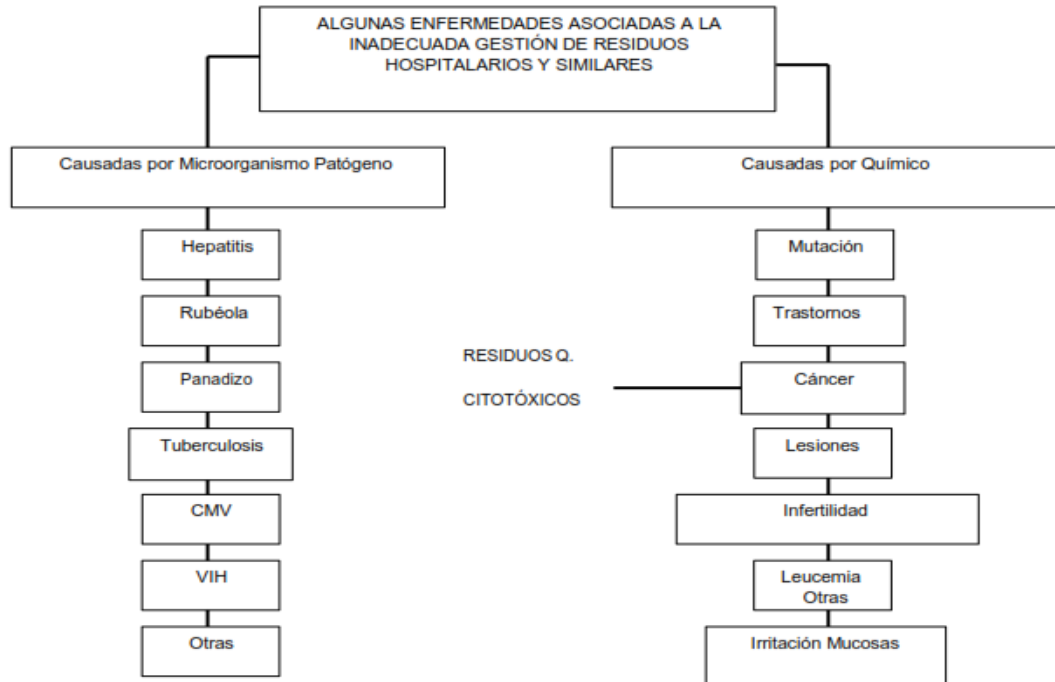 ALGUNAS ENFERMEDADES ASOCIADAS A LA
INADECUADA GESTIÓN DE RESIDUOS
HOSPITALARIOS Y SIMILARES
Causadas por Microorganismo Patógeno
Hepatitis
Rubéola
Panadizo
Tuberculosis
CMV
VIH
Otras
Causadas por Químico
Mutación
Trastornos
RESIDUOS Q.
CITOTÓXICOS
Cáncer
Lesiones
Infertilidad
Leucemia
Otras
Irritación Mucosas